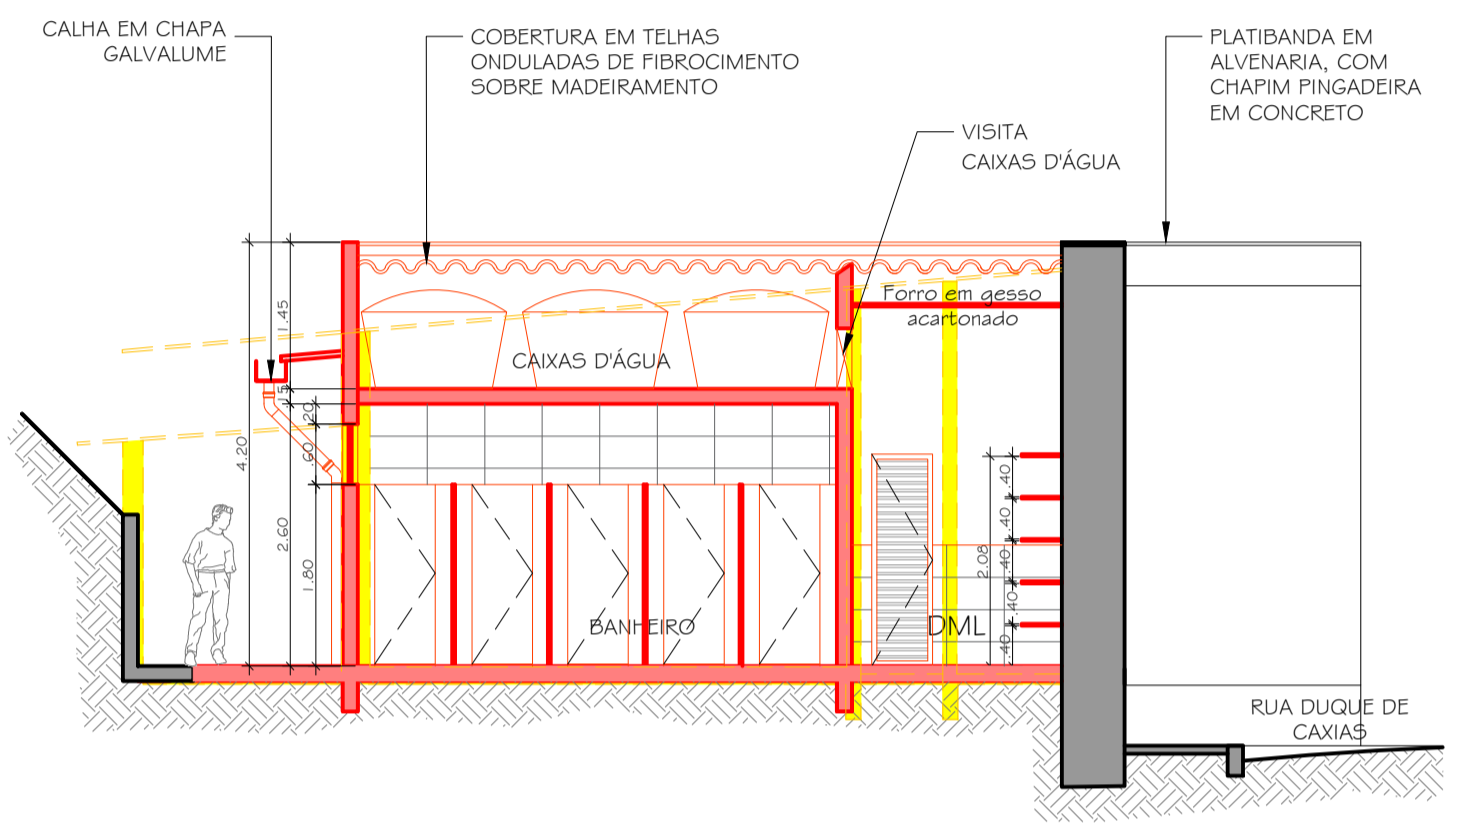 CALHA EM CHAPA
GALVALUME
COBERTURA EM TELHAS
ONDULADAS DE FIBROCIMENTO
SOBRE MADEIRAMENTO
PLATIBANDA EM
ALVENARIA, COM
CHAPIM PINGADEIRA
EM CONCRETO
VISITA
CAIXAS D'ÁGUA
Forro em gesso
acartonado
CAIXAS D'ÁGUA
1.45
.15
.20
.60
4.20
2.60
1.80
2.08
.40
.40
.40
.40
.40
BANHEIRO
DML
RUA DUQUE DE
CAXIAS